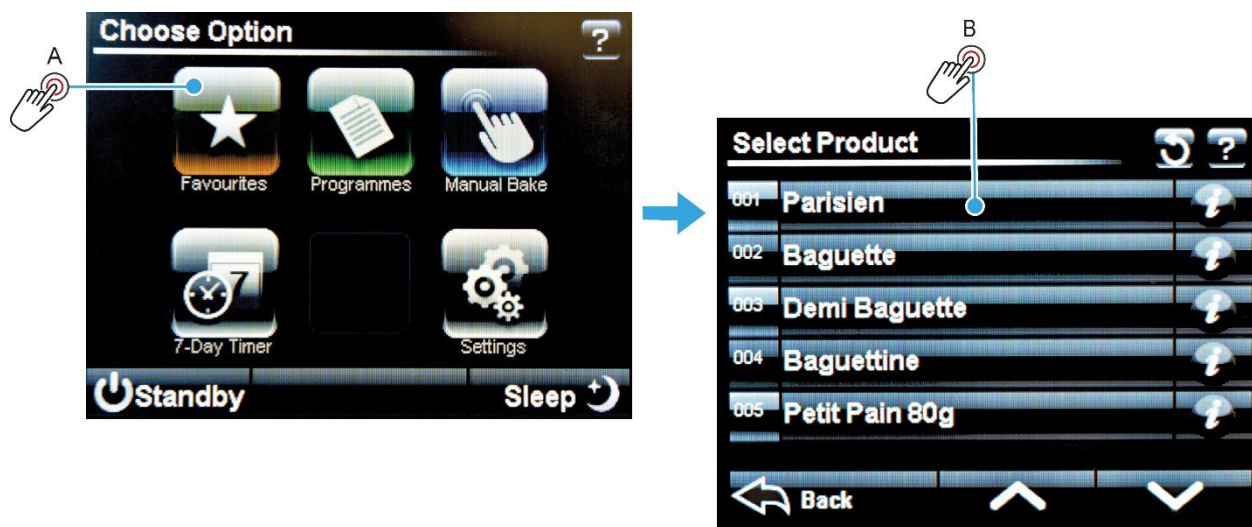 A
Choose Option
?
Favourites
Programmes
Manual Bake
7
7-Day Timer
Settings
Standby
Sleep
B
Select Product
?
001 Parisien i
002 Baguette i
003 Demi Baguette i
004 Baguettine i
005 Petit Pain 80g i
Back